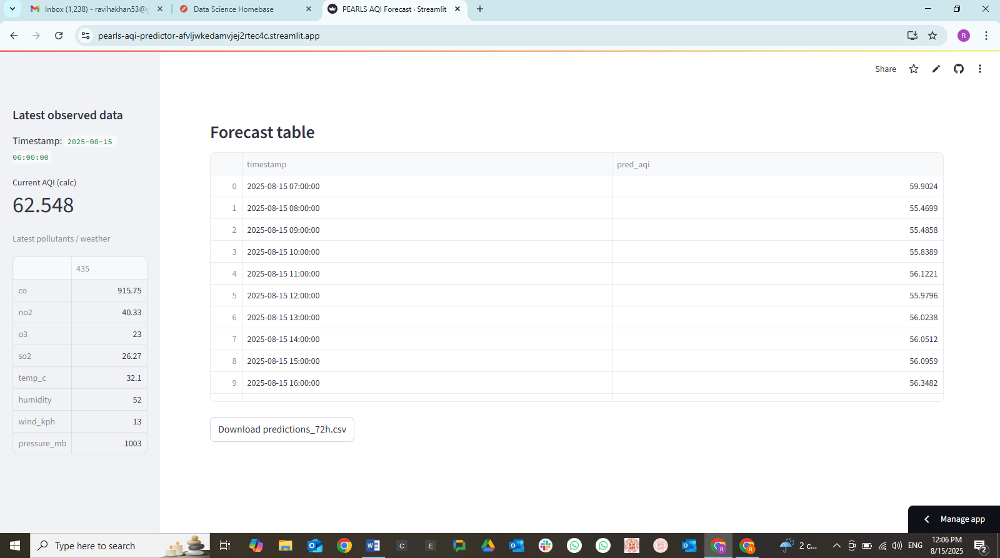 Inbox (1,238) - ravihakhan53@g
Data Science Homebase
PEARLS AQI Forecast · Streamlit
pearls-aqi-predictor-afvljwkedamvjej2rtec4c.streamlit.app
R
Share
Latest observed data
Timestamp: 2025-08-15
06:00:00
Current AQI (calc)
62.548
Latest pollutants / weather
435
co 915.75
no2 40.33
o3 23
so2 26.27
temp_c 32.1
humidity 52
wind_kph 13
pressure_mb 1003
Forecast table
timestamp pred_aqi
0 2025-08-15 07:00:00 59.9024
1 2025-08-15 08:00:00 55.4699
2 2025-08-15 09:00:00 55.4858
3 2025-08-15 10:00:00 55.8389
4 2025-08-15 11:00:00 56.1221
5 2025-08-15 12:00:00 55.9796
6 2025-08-15 13:00:00 56.0238
7 2025-08-15 14:00:00 56.0512
8 2025-08-15 15:00:00 56.0959
9 2025-08-15 16:00:00 56.3482
Download predictions_72h.csv
Manage app
Type here to search
C
E
R
R
2 c...
ENG
12:06 PM
8/15/2025
2